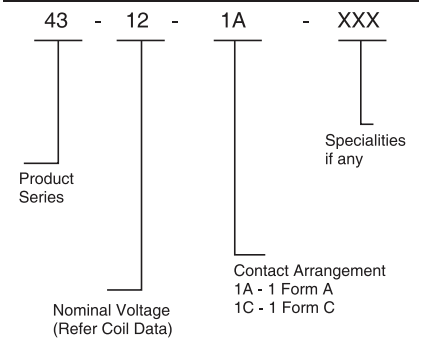 43 - 12 - 1A - XXX
Specialities
if any
Product
Series
Contact Arrangement
1A - 1 Form A
1C - 1 Form C
Nominal Voltage
(Refer Coil Data)